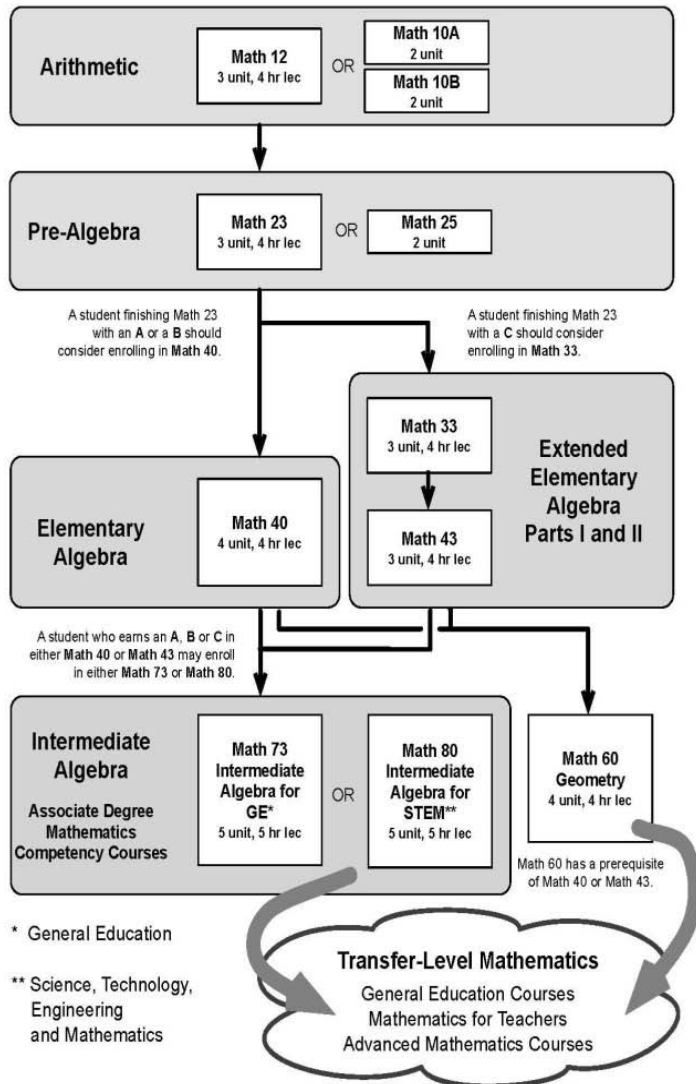 Arithmetic
Math 12
3 unit, 4 hr lec
OR
Math 10A
2 unit
Math 10B
2 unit
Pre-Algebra
Math 23
3 unit, 4 hr lec
OR
Math 25
2 unit
A student finishing Math 23
with an A or a B should
consider enrolling in Math 40.
A student finishing Math 23
with a C should consider
enrolling in Math 33.
Elementary
Algebra
Math 40
4 unit, 4 hr lec
Math 33
3 unit, 4 hr lec
Math 43
3 unit, 4 hr lec
Extended
Elementary
Algebra
Parts I and II
A student who earns an A, B or C in
either Math 40 or Math 43 may enroll
in either Math 73 or Math 80.
Intermediate
Algebra
Associate Degree
Mathematics
Competency Courses
Math 73
Intermediate
Algebra for
GE*
5 unit, 5 hr lec
OR
Math 80
Intermediate
Algebra for
STEM**
5 unit, 5 hr lec
Math 60
Geometry
4 unit, 4 hr lec
Math 60 has a prerequisite
of Math 40 or Math 43.
* General Education
** Science, Technology,
Engineering
and Mathematics
Transfer-Level Mathematics
General Education Courses
Mathematics for Teachers
Advanced Mathematics Courses